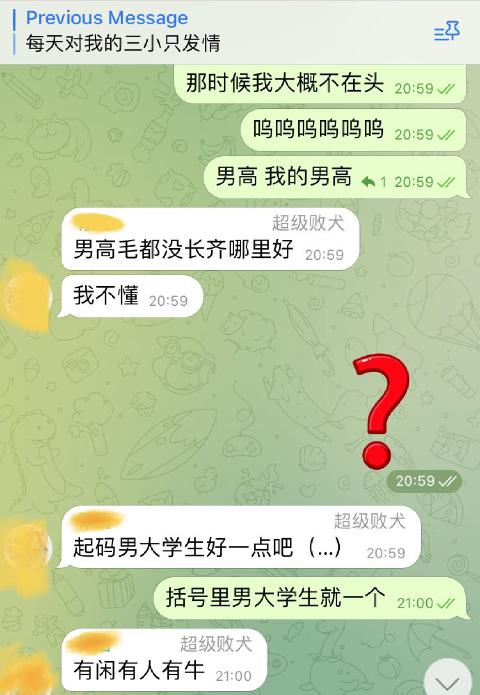 Previous Message
每天对我的三小只发情
那时候我大概不在头 20:59
呜呜呜呜呜呜 20:59
男高 我的男高 1 20:59
超级败犬
男高毛都没长齐哪里好 20:59
我不懂 20:59
20:59
超级败犬
起码男大学生好一点吧（...） 20:59
括号里男大学生就一个 21:00
超级败犬
有闲有人有牛 21:00